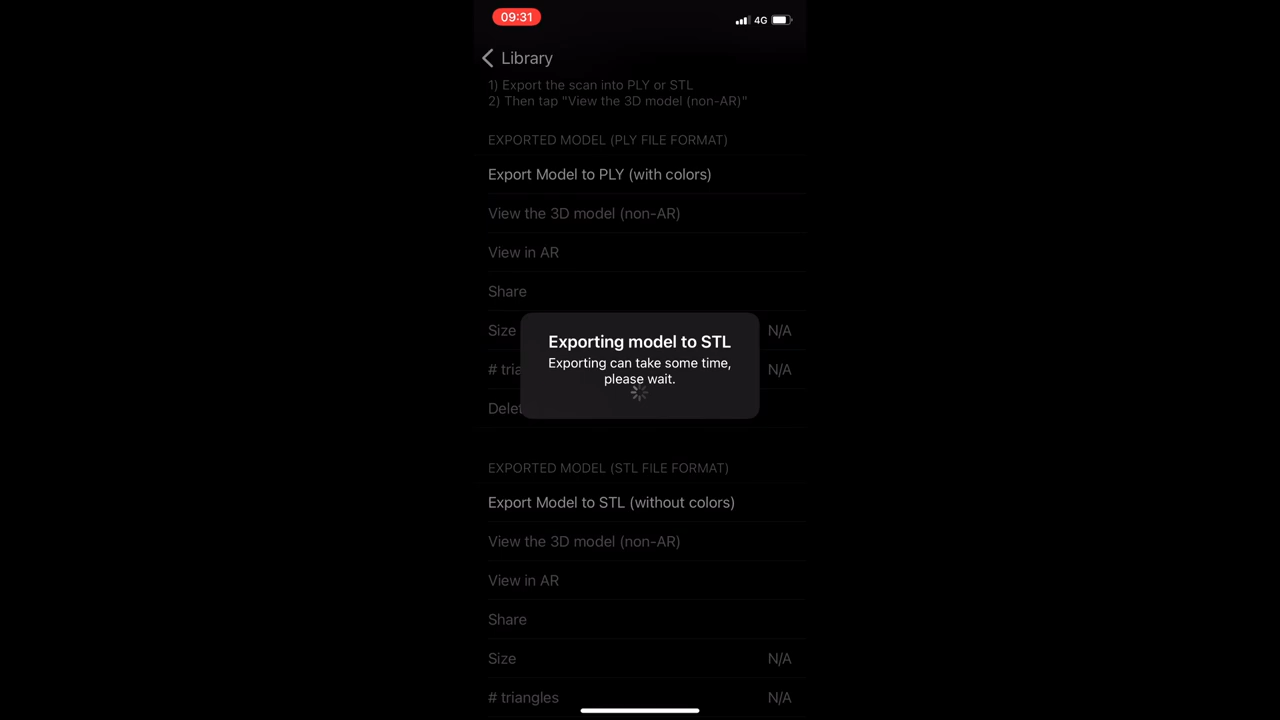 09:31
4G
Library
1) Export the scan into PLY or STL
2) Then tap "View the 3D model (non-AR)"
EXPORTED MODEL (PLY FILE FORMAT)
Export Model to PLY (with colors)
View the 3D model (non-AR)
View in AR
Share
Size N/A
# tria N/A
Delet
Exporting model to STL
Exporting can take some time,
please wait.
EXPORTED MODEL (STL FILE FORMAT)
Export Model to STL (without colors)
View the 3D model (non-AR)
View in AR
Share
Size N/A
# triangles N/A